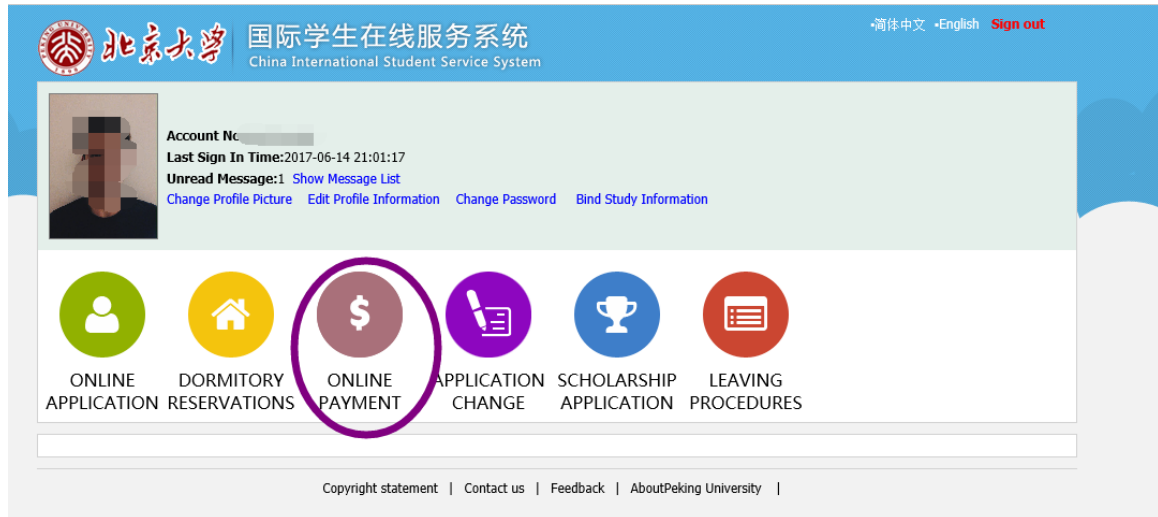 •简体中文 •English Sign out
北京大学 国际学生在线服务系统
China International Student Service System
Account No
Last Sign In Time:2017-06-14 21:01:17
Unread Message:1 Show Message List
Change Profile Picture Edit Profile Information Change Password Bind Study Information
ONLINE APPLICATION
DORMITORY RESERVATIONS
ONLINE PAYMENT
APPLICATION CHANGE
SCHOLARSHIP APPLICATION
LEAVING PROCEDURES
Copyright statement | Contact us | Feedback | AboutPeking University |